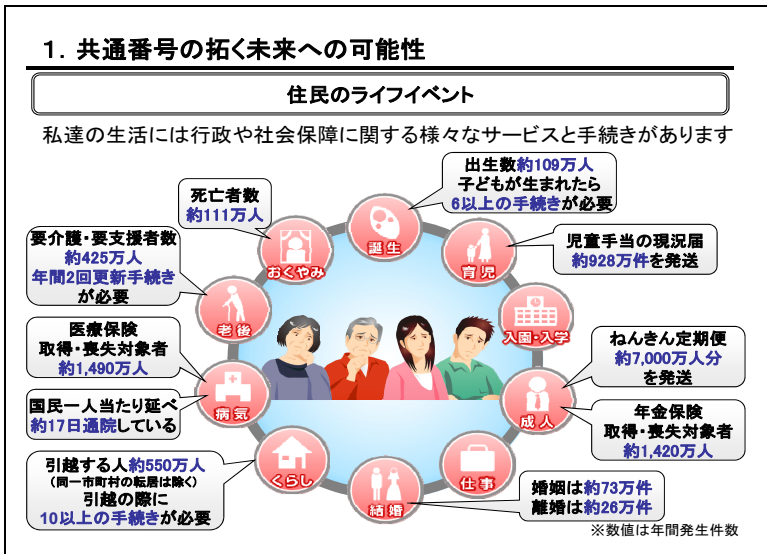 1. 共通番号の拓く未来への可能性
住民のライフイベント
私達の生活には行政や社会保障に関する様々なサービスと手続きがあります
出生数約109万人
子どもが生まれたら
6以上の手続きが必要
死亡者数
約111万人
誕生
おくやみ
育児
児童手当の現況届
約928万件を発送
要介護・要支援者数
約425万人
年間2回更新手続き
が必要
老後
入園・入学
医療保険
取得・喪失対象者
約1,490万人
ねんきん定期便
約7,000万人分
を発送
病気
成人
国民一人当たり延べ
約17日通院している
年金保険
取得・喪失対象者
約1,420万人
引越する人約550万人
(同一市町村の転居は除く)
引越の際に
10以上の手続きが必要
くらし
仕事
結婚
婚姻は約73万件
離婚は約26万件
※数値は年間発生件数